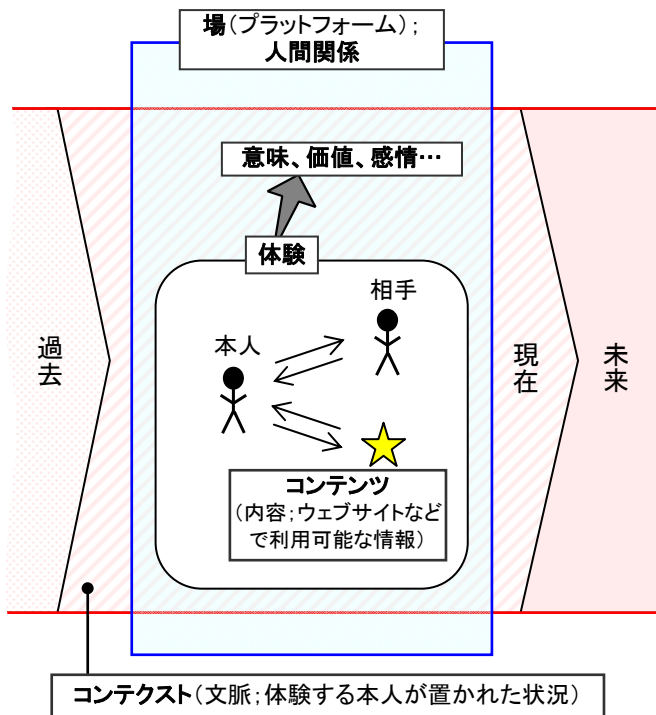 場(プラットフォーム);
人間関係
意味、価値、感情…
体験
相手
本人
過去
現在
未来
コンテンツ
(内容;ウェブサイトなど
で利用可能な情報)
コンテクスト(文脈;体験する本人が置かれた状況)